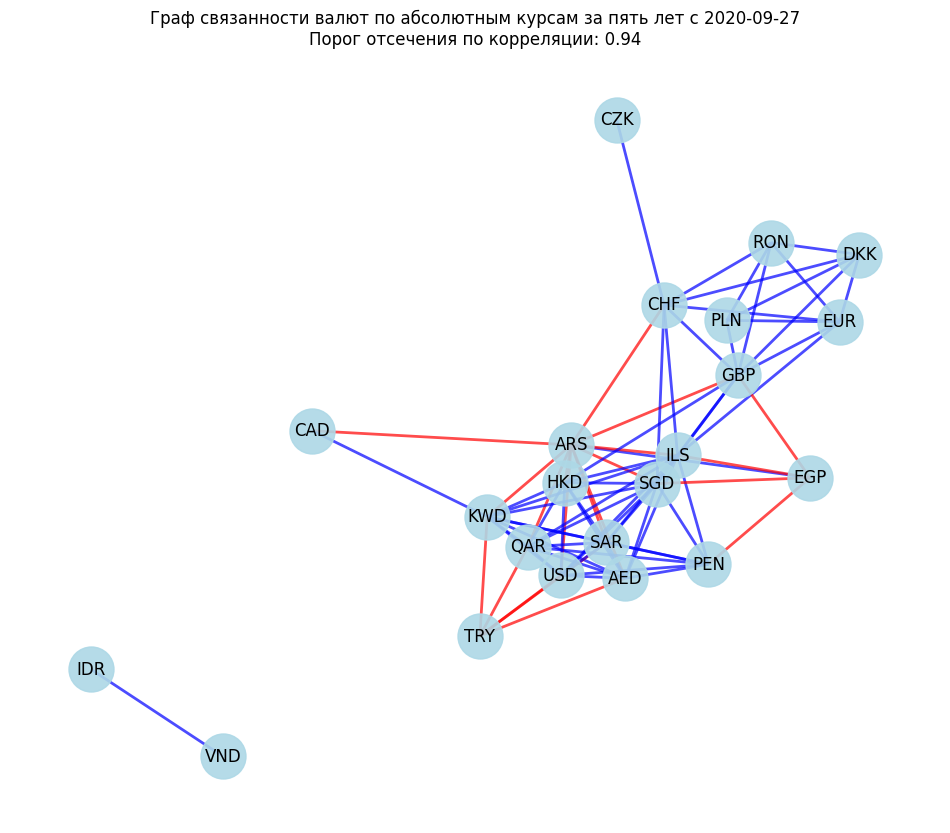 Граф связанности валют по абсолютным курсам за пять лет с 2020-09-27
Порог отсечения по корреляции: 0.94
CZK
RON
DKK
CHF
PLN
EUR
GBP
CAD
ARS
ILS
HKD
SGD
EGP
KWD
QAR
SAR
USD
AED
PEN
TRY
IDR
VND